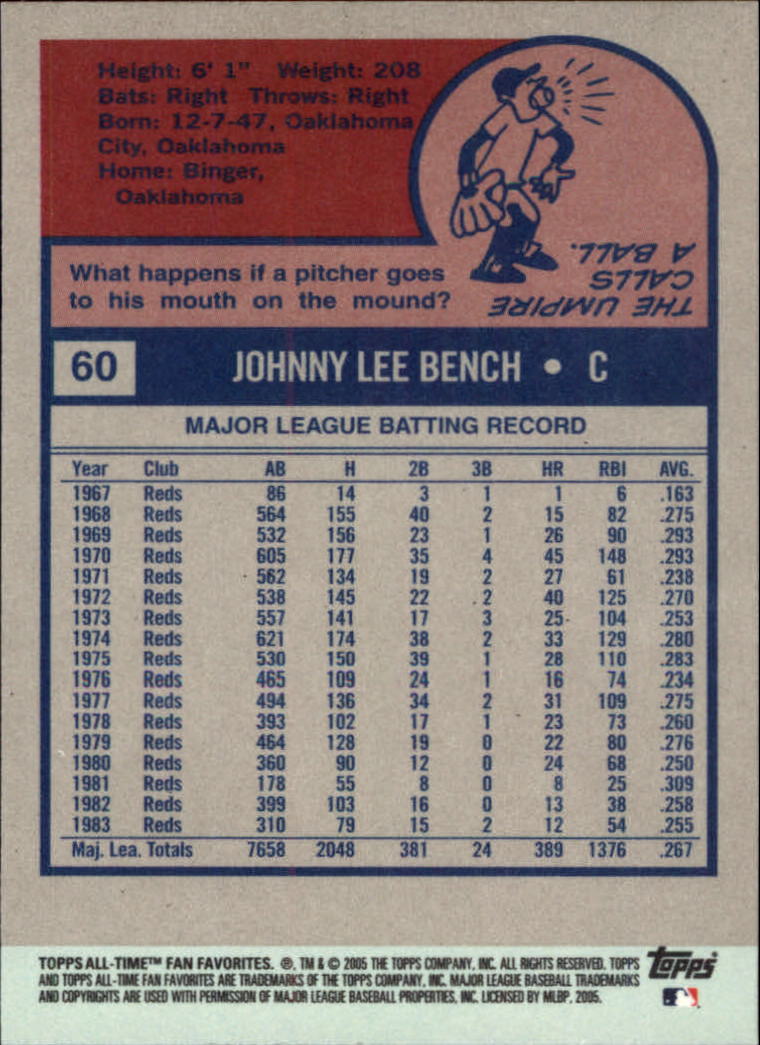 Height: 6' 1" Weight: 208
Bats: Right Throws: Right
Born: 12-7-47, Oaklahoma
City, Oaklahoma
Home: Binger,
Oaklahoma
What happens if a pitcher goes
to his mouth on the mound?
THE UMPIRE
CALLS
A BALL.
60 JOHNNY LEE BENCH • C
MAJOR LEAGUE BATTING RECORD
Year Club AB H 2B 3B HR RBI AVG.
1967 Reds 86 14 3 1 1 6 .163
1968 Reds 564 155 40 2 15 82 .275
1969 Reds 532 156 23 1 26 90 .293
1970 Reds 605 177 35 4 45 148 .293
1971 Reds 562 134 19 2 27 61 .238
1972 Reds 538 145 22 2 40 125 .270
1973 Reds 557 141 17 3 25 104 .253
1974 Reds 621 174 38 2 33 129 .280
1975 Reds 530 150 39 1 28 110 .283
1976 Reds 465 109 24 1 16 74 .234
1977 Reds 494 136 34 2 31 109 .275
1978 Reds 393 102 17 1 23 73 .260
1979 Reds 464 128 19 0 22 80 .276
1980 Reds 360 90 12 0 24 68 .250
1981 Reds 178 55 8 0 8 25 .309
1982 Reds 399 103 16 0 13 38 .258
1983 Reds 310 79 15 2 12 54 .255
Maj. Lea. Totals 7658 2048 381 24 389 1376 .267
TOPPS ALL-TIME™ FAN FAVORITES. ®, TM & © 2005 THE TOPPS COMPANY, INC. ALL RIGHTS RESERVED. TOPPS
AND TOPPS ALL-TIME FAN FAVORITES ARE TRADEMARKS OF THE TOPPS COMPANY, INC. MAJOR LEAGUE BASEBALL TRADEMARKS
AND COPYRIGHTS ARE USED WITH PERMISSION OF MAJOR LEAGUE BASEBALL PROPERTIES, INC. LICENSED BY MLBP, 2005.
Topps